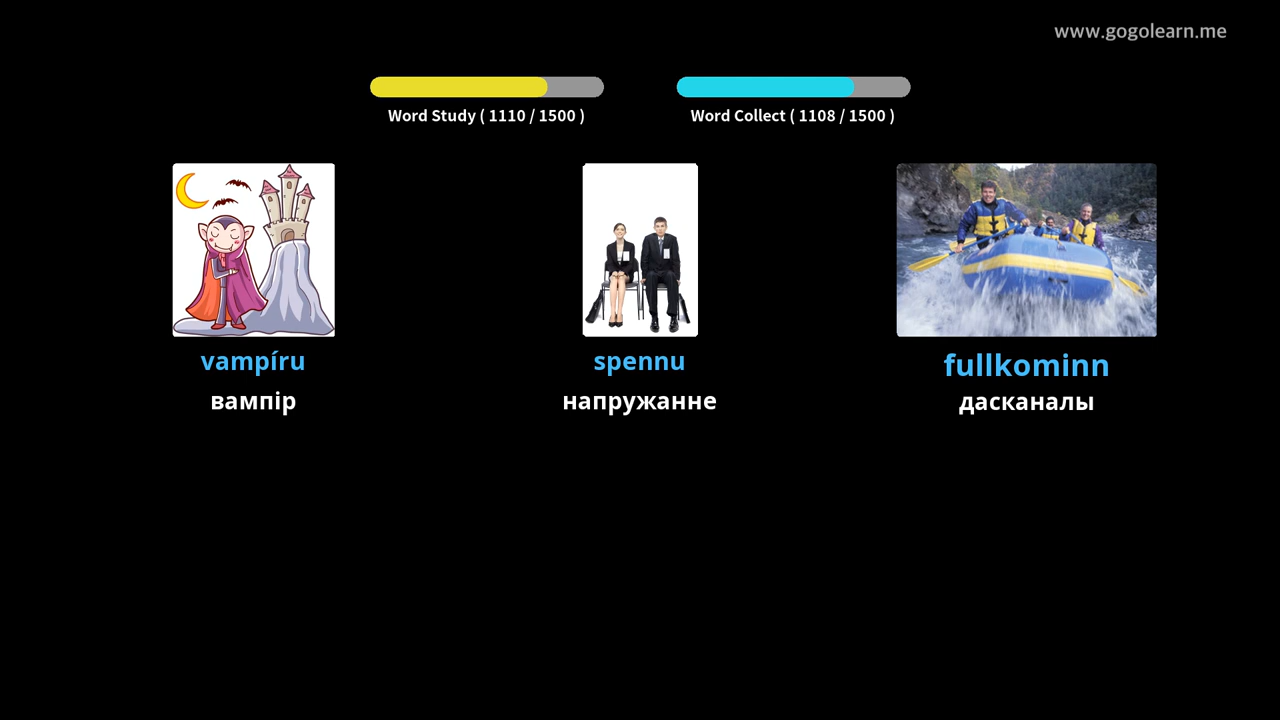 www.gogolearn.me
Word Study ( 1110 / 1500 )
Word Collect ( 1108 / 1500 )
vampíru
spennu
fullkominn
вампір
напружанне
дасканалы